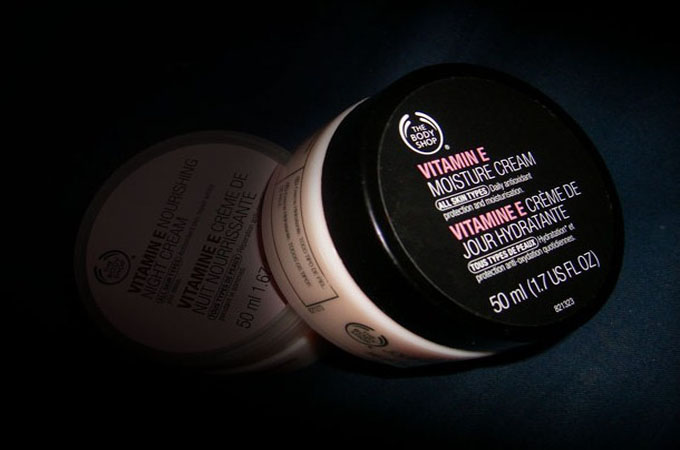 VITAMIN E NOURISHING
NIGHT CREAM
VITAMINE E CRÈME DE
NUIT NOURRISSANTE
50 ml 1.6
THE
BODY
SHOP
®
VITAMIN E
MOISTURE CREAM
ALL SKIN TYPES Daily antioxidant
protection and moisturisation.
VITAMINE E CRÈME DE
JOUR HYDRATANTE
TOUS TYPES DE PEAUX Hydratation* et
protection anti-oxydation quotidiennes.
50 ml (1.7 US FL OZ)
821323